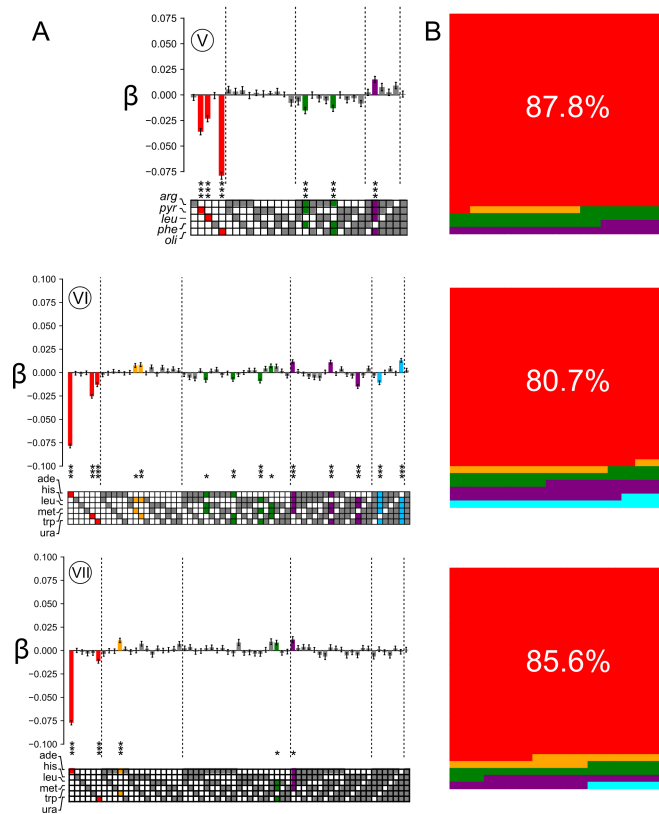 A
B
V
0.075
0.050
0.025
0.000
−0.025
−0.050
−0.075
β
*** *** *** *** *** ***
arg
pyr
leu
phe
oli
87.8%
VI
0.100
0.075
0.050
0.025
0.000
−0.025
−0.050
−0.075
−0.100
β
*** *** *** * ** * ** *** * *** *** *** *** ***
ade
his
leu
met
trp
ura
80.7%
VII
0.100
0.075
0.050
0.025
0.000
−0.025
−0.050
−0.075
−0.100
β
*** *** *** * *
ade
his
leu
met
trp
ura
85.6%